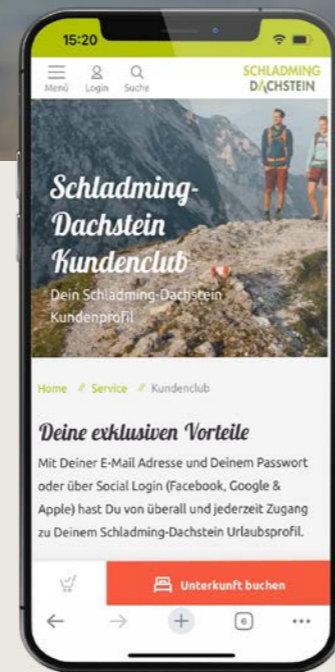 15:20
Menü Login Suche
SCHLADMING
DACHSTEIN
Schladming-
Dachstein
Kundenclub
Dein Schladming-Dachstein
Kundenprofil
Home // Service // Kundenclub
Deine exklusiven Vorteile
Mit Deiner E-Mail Adresse und Deinem Passwort
oder über Social Login (Facebook, Google &
Apple) hast Du von überall und jederzeit Zugang
zu Deinem Schladming-Dachstein Urlaubsprofil.
Unterkunft buchen
6